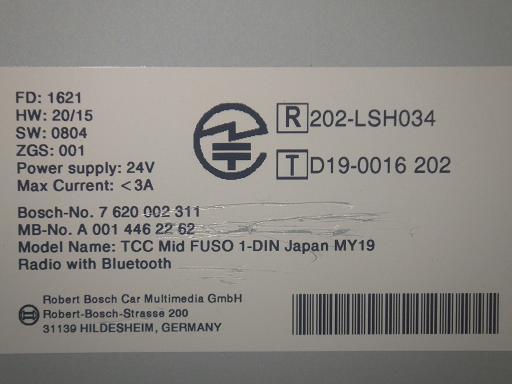 FD: 1621
HW: 20/15
SW: 0804
ZGS: 001
Power supply: 24V
Max Current: <3A
R 202-LSH034
T D19-0016 202
Bosch-No. 7 620 002 311
MB-No. A 001 446 22 62
Model Name: TCC Mid FUSO 1-DIN Japan MY19
Radio with Bluetooth
Robert Bosch Car Multimedia GmbH
Robert-Bosch-Strasse 200
31139 HILDESHEIM, GERMANY